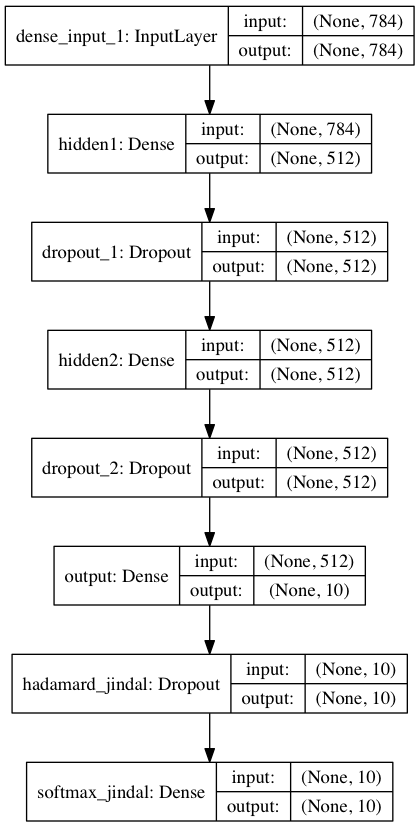 dense_input_1: InputLayer
input: (None, 784)
output: (None, 784)
hidden1: Dense
input: (None, 784)
output: (None, 512)
dropout_1: Dropout
input: (None, 512)
output: (None, 512)
hidden2: Dense
input: (None, 512)
output: (None, 512)
dropout_2: Dropout
input: (None, 512)
output: (None, 512)
output: Dense
input: (None, 512)
output: (None, 10)
hadamard_jindal: Dropout
input: (None, 10)
output: (None, 10)
softmax_jindal: Dense
input: (None, 10)
output: (None, 10)